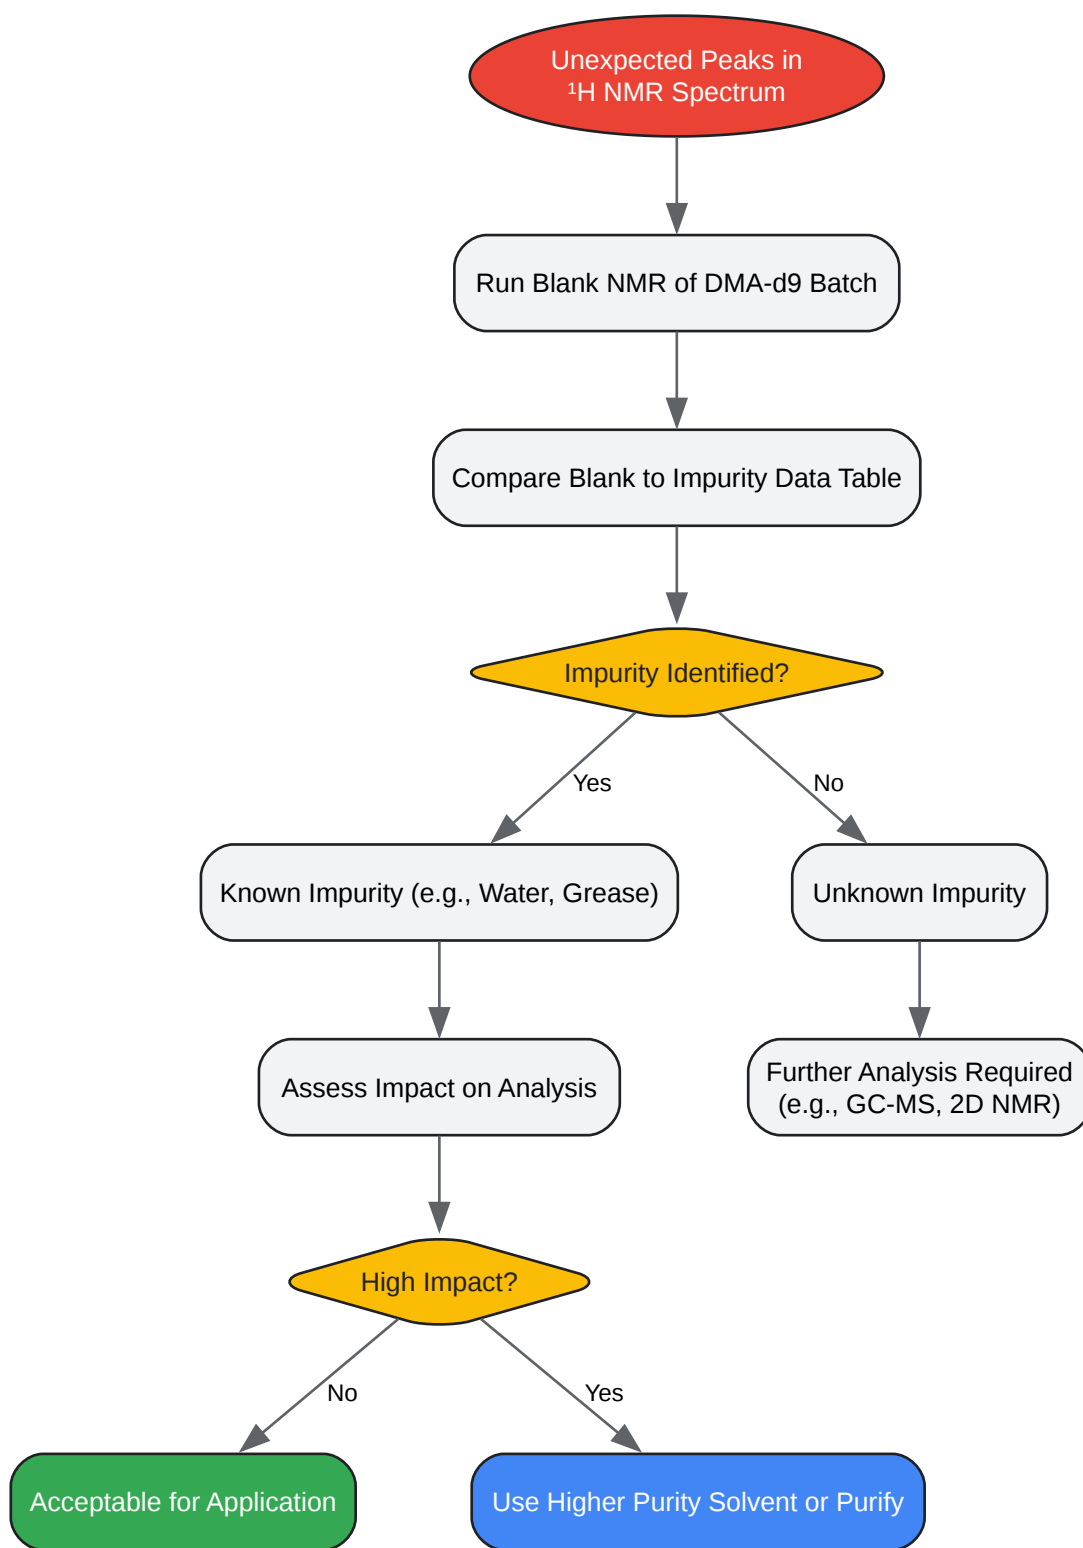 Unexpected Peaks in
¹H NMR Spectrum
Run Blank NMR of DMA-d9 Batch
Compare Blank to Impurity Data Table
Impurity Identified?
Yes
No
Known Impurity (e.g., Water, Grease)
Unknown Impurity
Assess Impact on Analysis
Further Analysis Required
(e.g., GC-MS, 2D NMR)
High Impact?
No
Yes
Acceptable for Application
Use Higher Purity Solvent or Purify